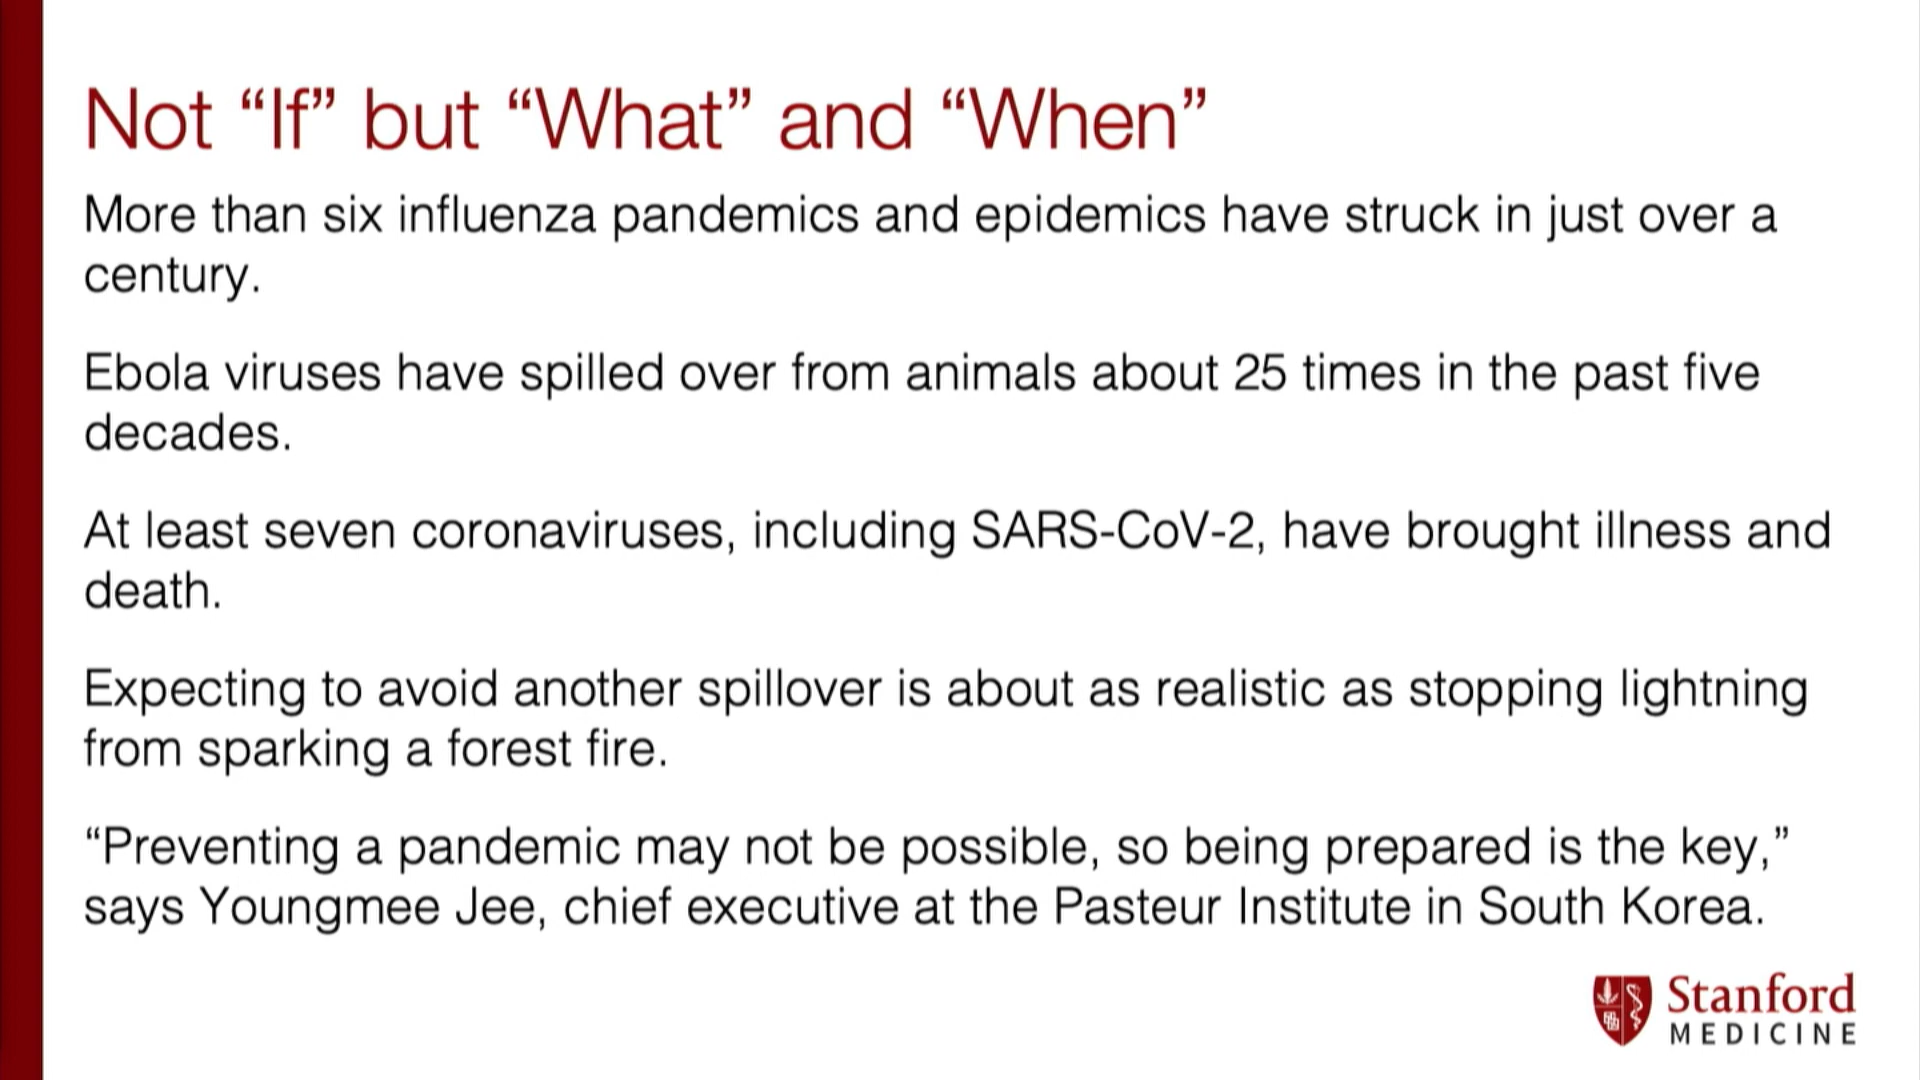 Not “If” but “What” and “When”
More than six influenza pandemics and epidemics have struck in just over a
century.
Ebola viruses have spilled over from animals about 25 times in the past five
decades.
At least seven coronaviruses, including SARS-CoV-2, have brought illness and
death.
Expecting to avoid another spillover is about as realistic as stopping lightning
from sparking a forest fire.
“Preventing a pandemic may not be possible, so being prepared is the key,”
says Youngmee Jee, chief executive at the Pasteur Institute in South Korea.
Stanford
MEDICINE